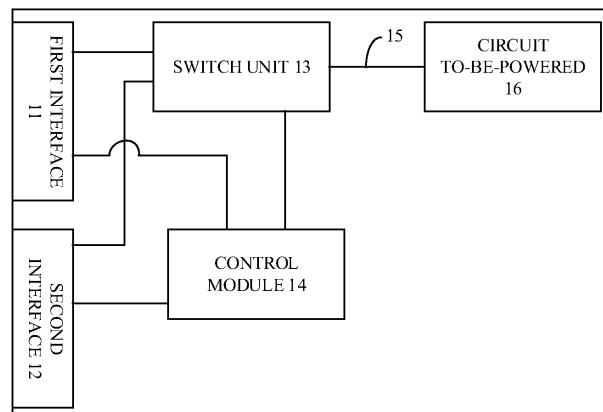 FIRST INTERFACE
11
SWITCH UNIT 13
15
CIRCUIT
TO-BE-POWERED
16
SECOND
INTERFACE 12
CONTROL
MODULE 14